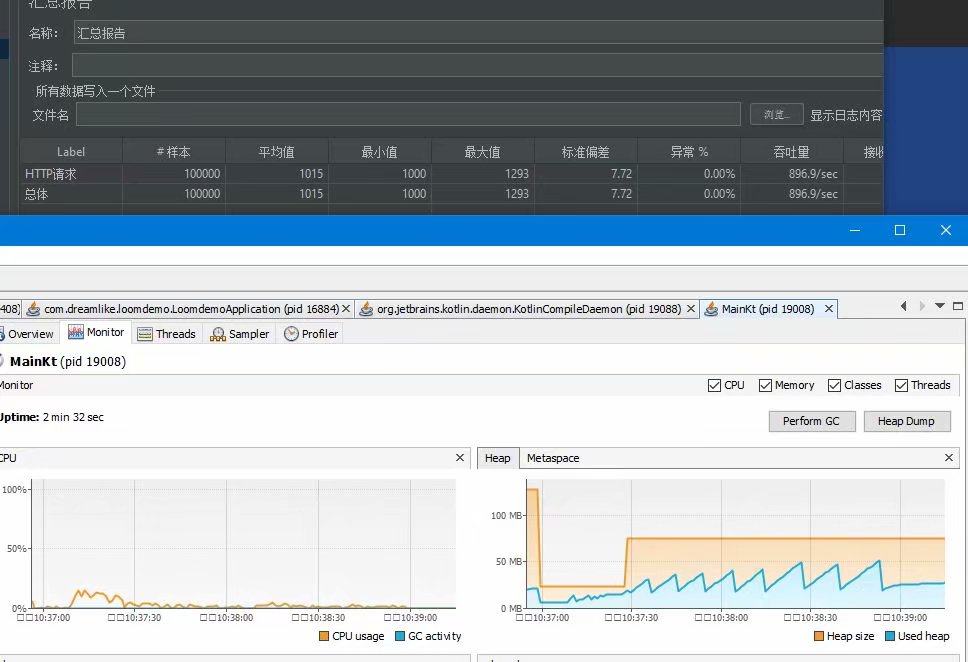 汇总报告
名称： 汇总报告
注释：
所有数据写入一个文件
文件名 浏览... 显示日志内容
Label # 样本 平均值 最小值 最大值 标准偏差 异常 % 吞吐量 接收
HTTP请求 100000 1015 1000 1293 7.72 0.00% 896.9/sec
总体 100000 1015 1000 1293 7.72 0.00% 896.9/sec
408) com.dreamlike.loomdemo.LoomdemoApplication (pid 16884) org.jetbrains.kotlin.daemon.KotlinCompileDaemon (pid 19088) MainKt (pid 19008)
Overview Monitor Threads Sampler Profiler
MainKt (pid 19008)
Monitor CPU Memory Classes Threads
Uptime: 2 min 32 sec
Perform GC Heap Dump
CPU Heap Metaspace
100%
50%
0%
10:37:00 10:37:30 10:38:00 10:38:30 10:39:00
CPU usage GC activity
100 MB
50 MB
0 MB
10:37:00 10:37:30 10:38:00 10:38:30 10:39:00
Heap size Used heap